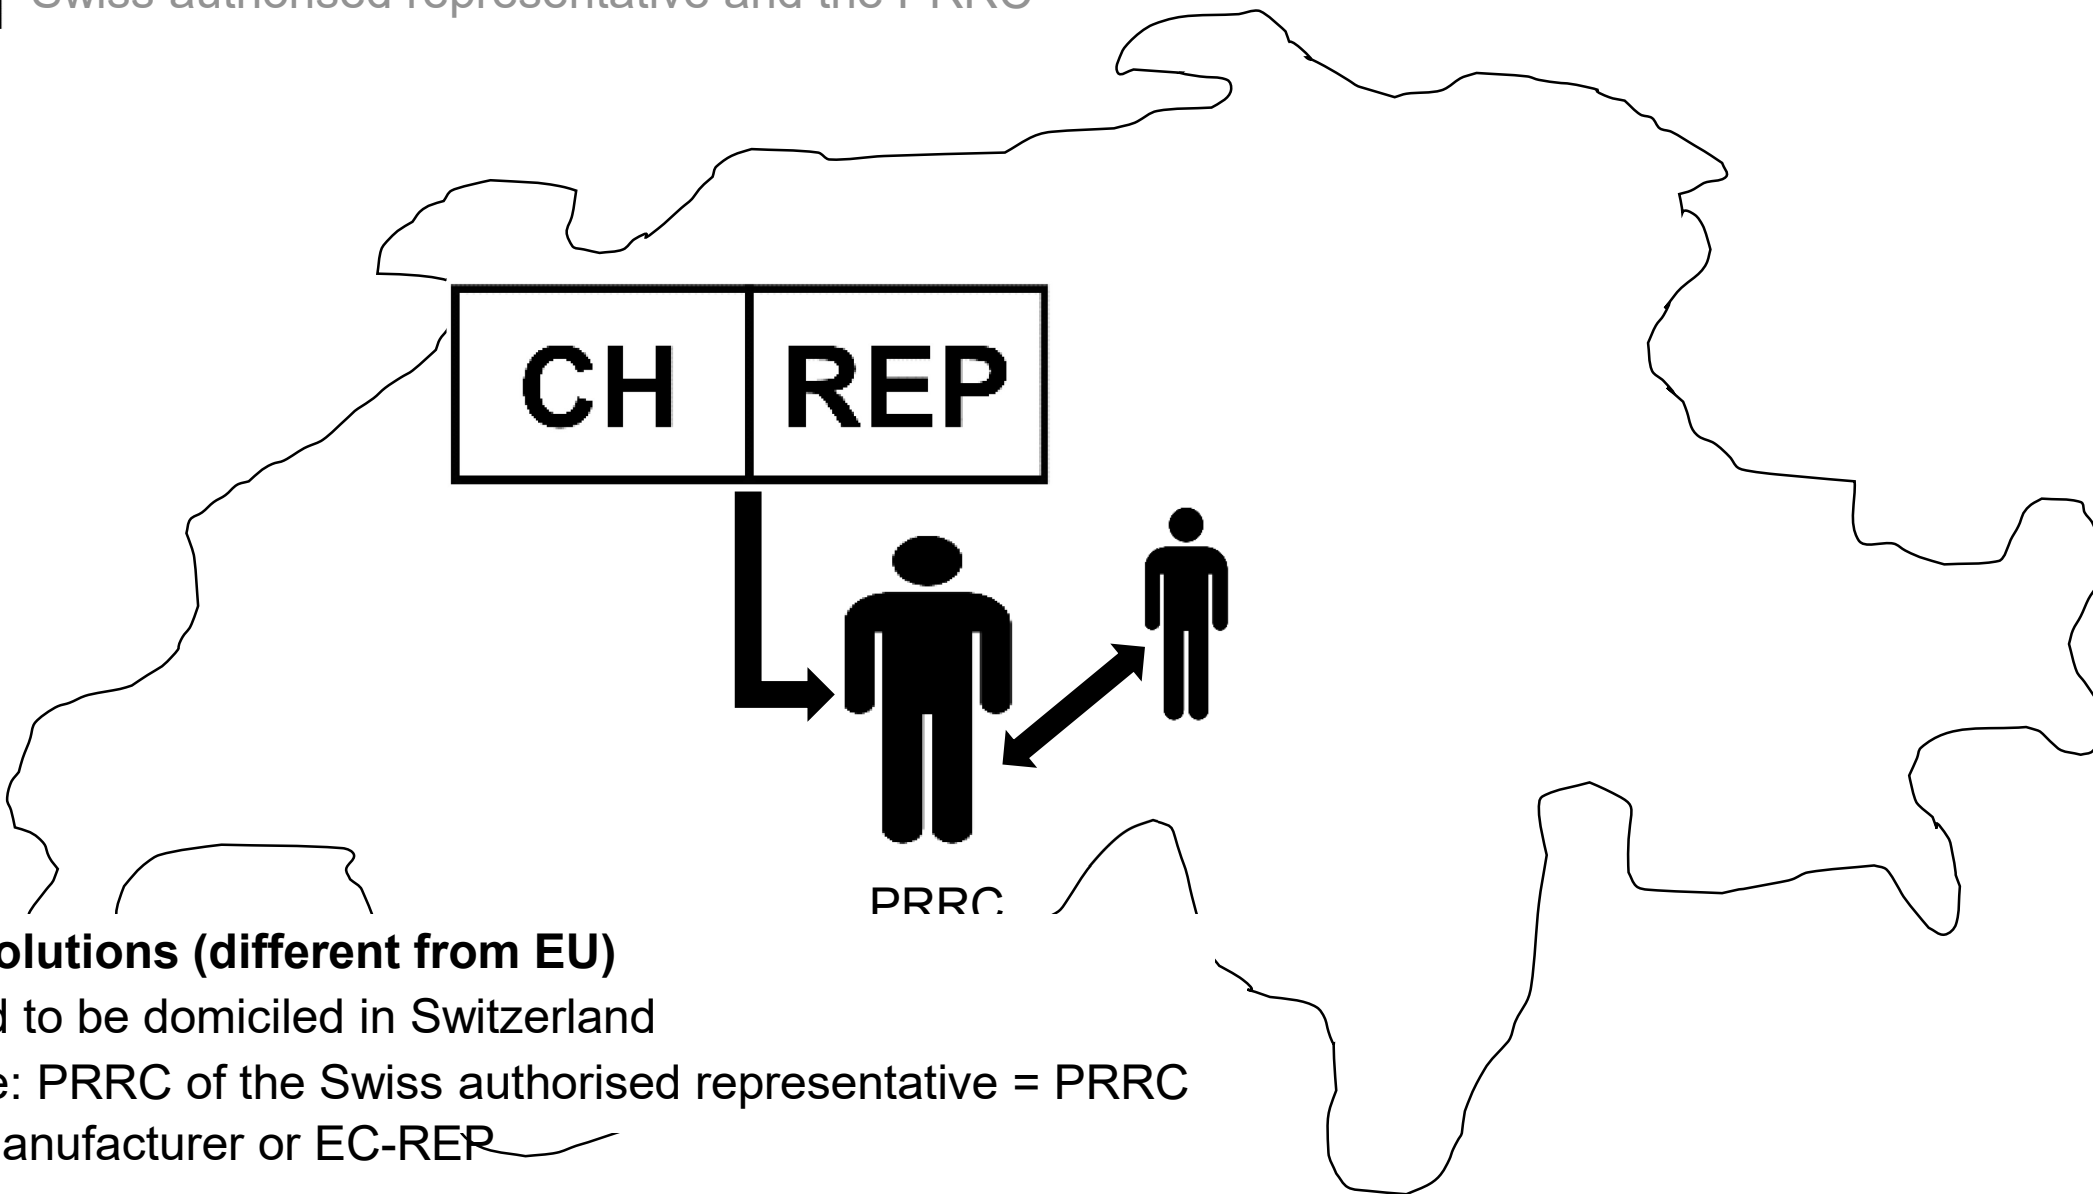 Swiss authorised representative and the PRRC
CH REP
PRRC
olutions (different from EU)
d to be domiciled in Switzerland
e: PRRC of the Swiss authorised representative = PRRC
anufacturer or EC-REP